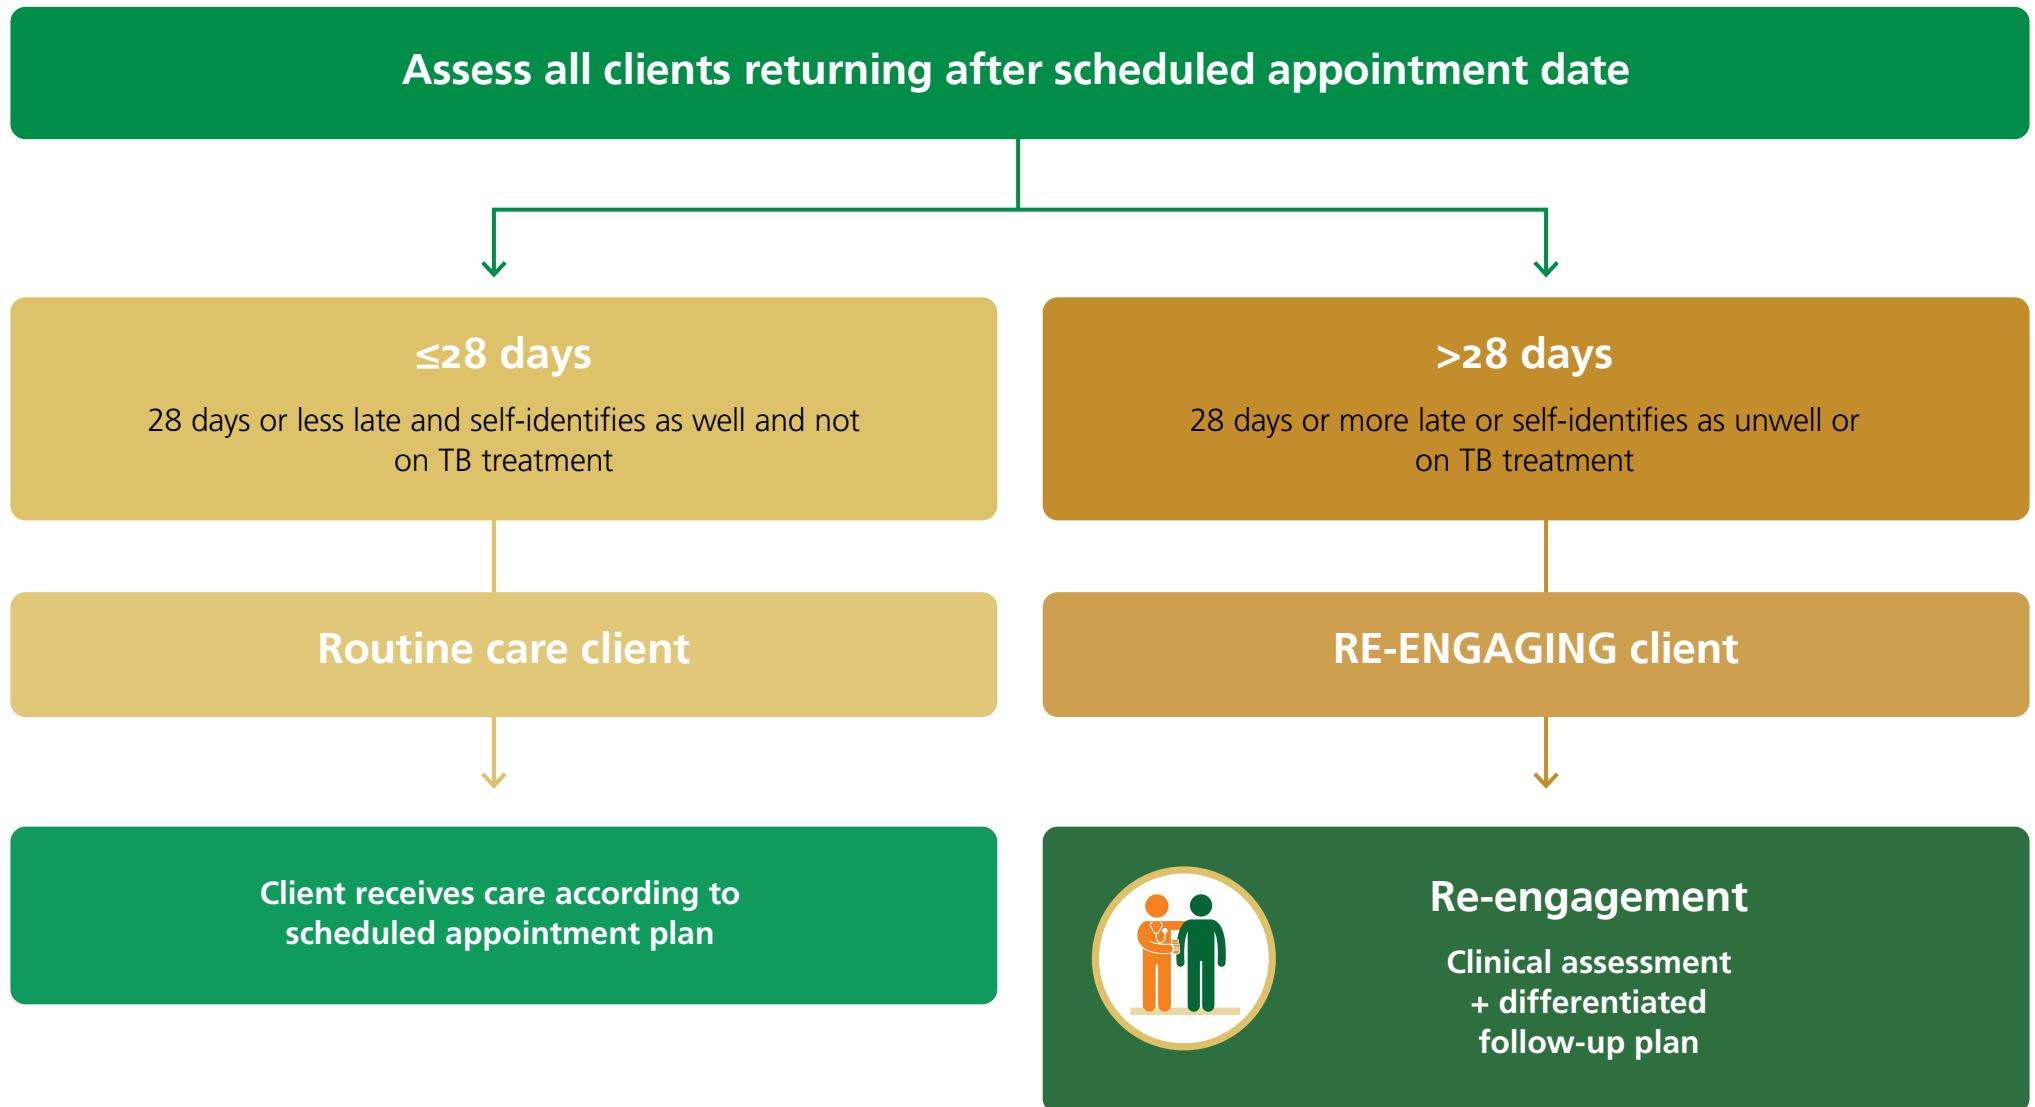 Assess all clients returning after scheduled appointment date
≤28 days
28 days or less late and self-identifies as well and not
on TB treatment
Routine care client
Client receives care according to
scheduled appointment plan
>28 days
28 days or more late or self-identifies as unwell or
on TB treatment
RE-ENGAGING client
Re-engagement
Clinical assessment
+ differentiated
follow-up plan